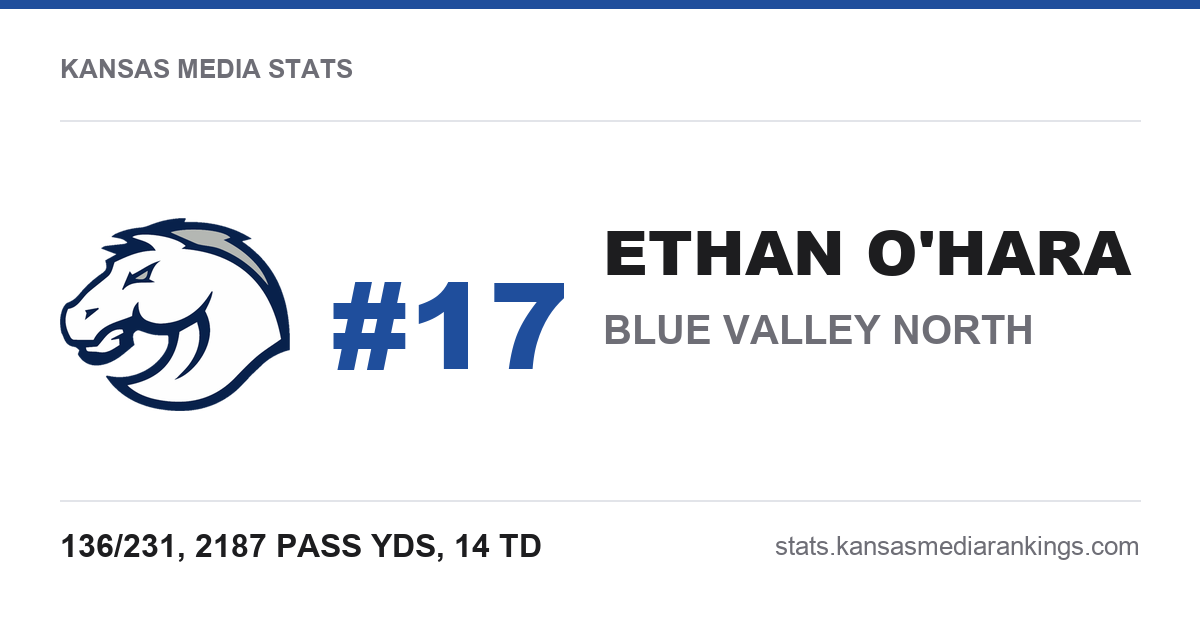 KANSAS MEDIA STATS
#17
ETHAN O'HARA
BLUE VALLEY NORTH
136/231, 2187 PASS YDS, 14 TD
stats.kansasmediarankings.com